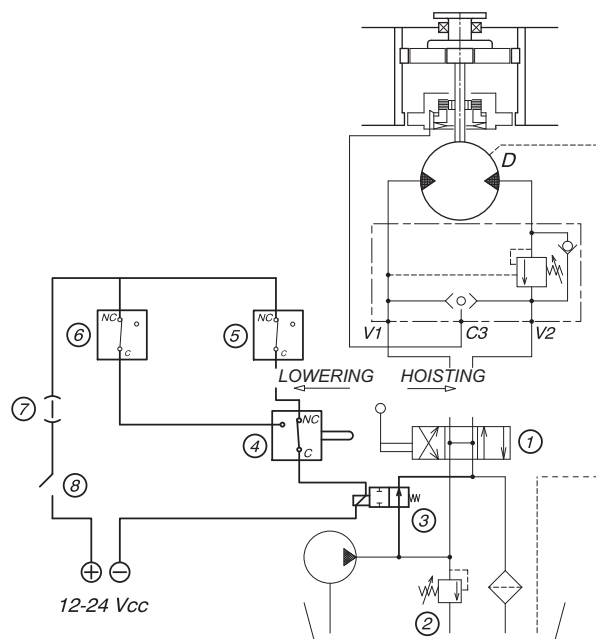 D
V1
C3
V2
LOWERING
HOISTING
NC
C
6
NC
C
5
7
NC
C
4
1
8
3
+
−
12-24 Vcc
2